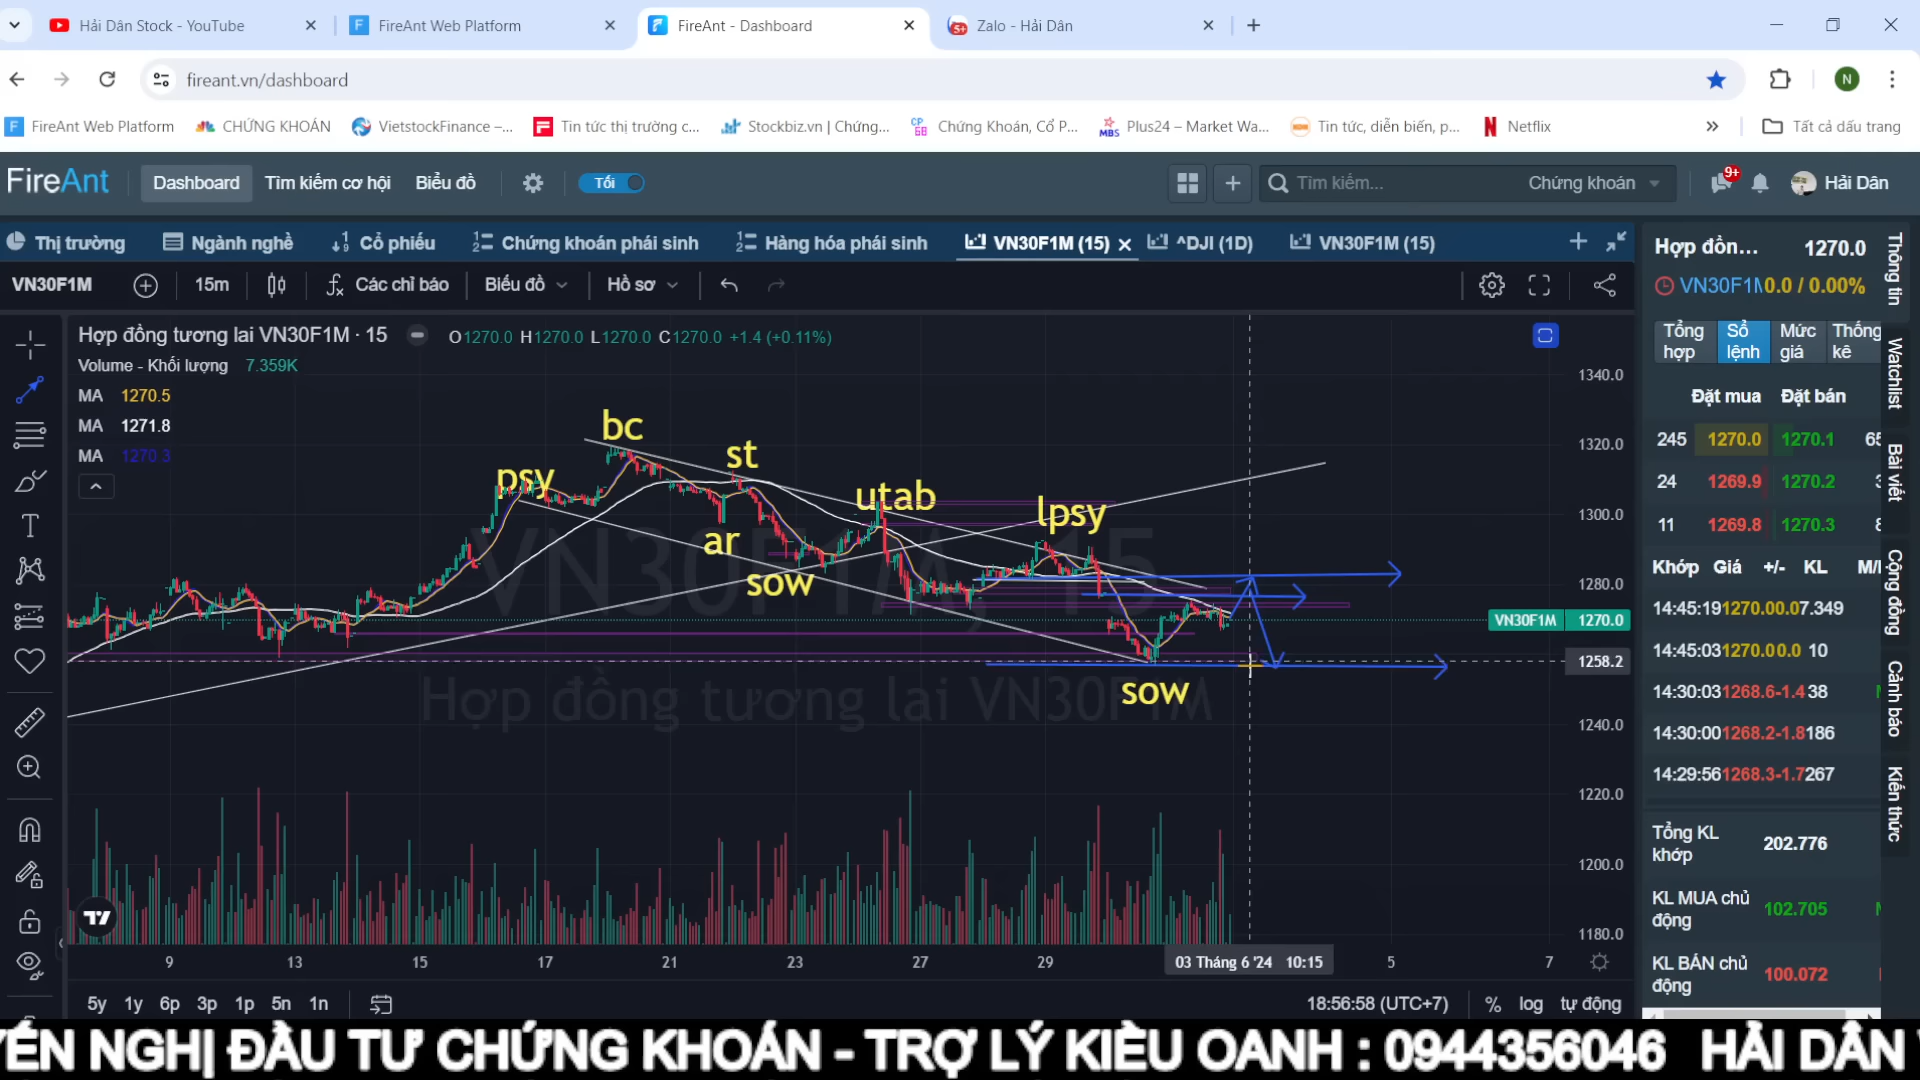 Hải Dân Stock - YouTube
FireAnt Web Platform
FireAnt - Dashboard
Zalo - Hải Dân
fireant.vn/dashboard
N
FireAnt Web Platform
CHỨNG KHOÁN
VietstockFinance –...
Tin tức thị trường c...
Stockbiz.vn | Chứng...
Chứng Khoán, Cổ P...
Plus24 – Market Wa...
Tin tức, diễn biến, p...
Netflix
Tất cả dấu trang
FireAnt
Dashboard
Tìm kiếm cơ hội
Biểu đồ
Tối
Tìm kiếm...
Chứng khoán
9+
Hải Dân
Thị trường
Ngành nghề
Cổ phiếu
Chứng khoán phái sinh
Hàng hóa phái sinh
VN30F1M (15)
^DJI (1D)
VN30F1M (15)
VN30F1M
15m
Các chỉ báo
Biểu đồ
Hồ sơ
Hợp đồng tương lai VN30F1M · 15
O1270.0 H1270.0 L1270.0 C1270.0 +1.4 (+0.11%)
Volume - Khối lượng 7.359K
MA 1270.5
MA 1271.8
MA 1270.3
bc
psy
st
ar
utab
lpsy
sow
sow
VN30F1M, 15
Hợp đồng tương lai VN30F1M
1340.0
1320.0
1300.0
1280.0
VN30F1M 1270.0
1258.2
1240.0
1220.0
1200.0
1180.0
9 13 15 17 21 23 27 29 03 Tháng 6 '24 10:15 5 7
5y 1y 6p 3p 1p 5n 1n
18:56:58 (UTC+7)
% log tự động
Hợp đồn... 1270.0
0.0 / 0.00%
Tổng hợp
Sổ lệnh
Mức giá
Thống kê
Đặt mua Đặt bán
245 1270.0 1270.1
24 1269.9 1270.2
11 1269.8 1270.3
Khớp Giá +/- KL
14:45:19 1270.0 0.0 7.349
14:45:03 1270.0 0.0 10
14:30:03 1268.6 -1.4 38
14:30:00 1268.2 -1.8 186
14:29:56 1268.3 -1.7 267
Tổng KL khớp 202.776
KL MUA chủ động 102.705
KL BÁN chủ động 100.072
Thông tin
Watchlist
Bài viết
Cộng đồng
Cảnh báo
Kiến thức
NGHỊ ĐẦU TƯ CHỨNG KHOÁN - TRỢ LÝ KIỀU OANH : 0944356046 HẢI DÂN